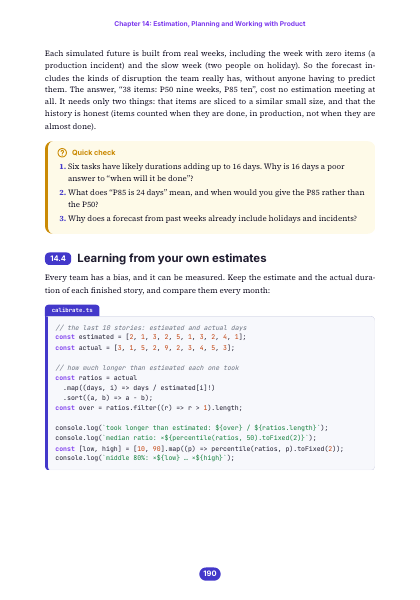 Chapter 14: Estimation, Planning and Working with Product
Each simulated future is built from real weeks, including the week with zero items (a
production incident) and the slow week (two people on holiday). So the forecast in-
cludes the kinds of disruption the team really has, without anyone having to predict
them. The answer, “38 items: P50 nine weeks, P85 ten”, cost no estimation meeting at
all. It needs only two things: that items are sliced to a similar small size, and that the
history is honest (items counted when they are done, in production, not when they are
almost done).
Quick check
1. Six tasks have likely durations adding up to 16 days. Why is 16 days a poor
answer to “when will it be done”?
2. What does “P85 is 24 days” mean, and when would you give the P85 rather than
the P50?
3. Why does a forecast from past weeks already include holidays and incidents?
14.4 Learning from your own estimates
Every team has a bias, and it can be measured. Keep the estimate and the actual dura-
tion of each finished story, and compare them every month:
calibrate.ts
// the last 10 stories: estimated and actual days
const estimated = [2, 1, 3, 2, 5, 1, 3, 2, 4, 1];
const actual = [3, 1, 5, 2, 9, 2, 3, 4, 5, 3];
// how much longer than estimated each one took
const ratios = actual
.map((days, i) => days / estimated[i]!)
.sort((a, b) => a - b);
const over = ratios.filter((r) => r > 1).length;
console.log(`took longer than estimated: ${over} / ${ratios.length}`);
console.log(`median ratio: ×${percentile(ratios, 50).toFixed(2)}`);
const [low, high] = [10, 90].map((p) => percentile(ratios, p).toFixed(2));
console.log(`middle 80%: ×${low} … ×${high}`);
190